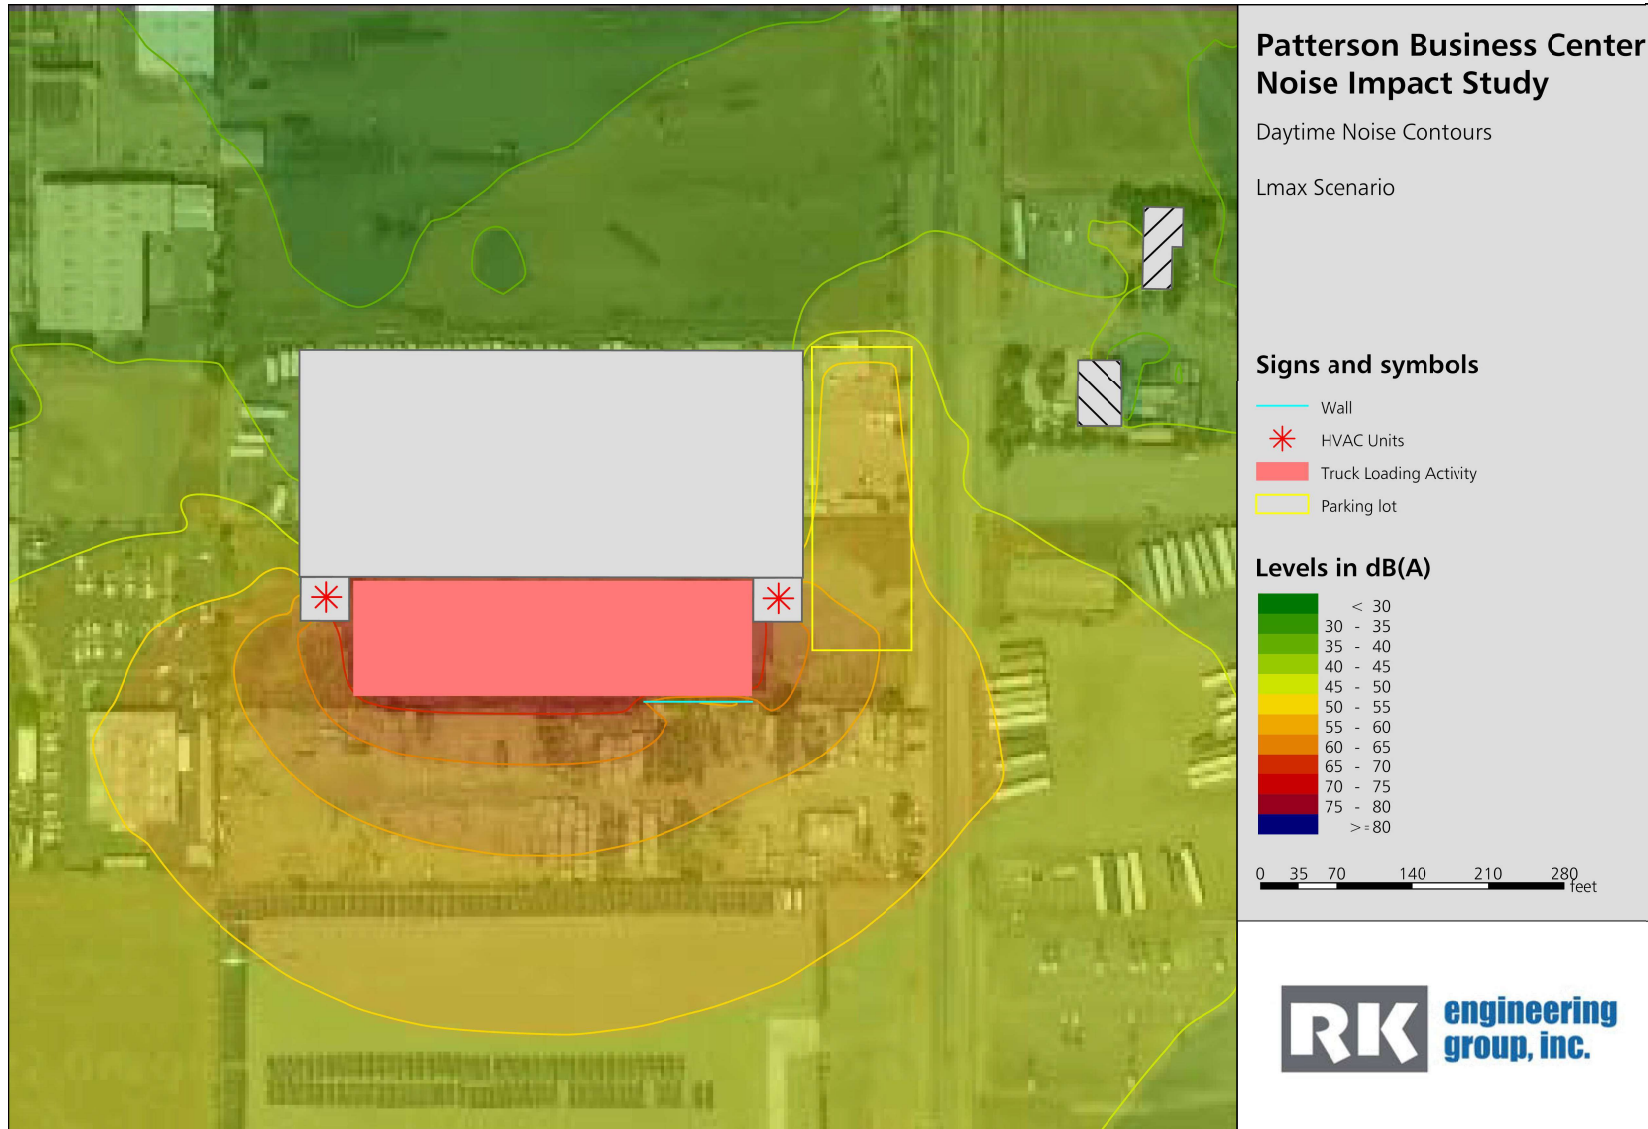 Patterson Business Center
Noise Impact Study
Daytime Noise Contours
Lmax Scenario
Signs and symbols
Wall
HVAC Units
Truck Loading Activity
Parking lot
Levels in dB(A)
< 30
30 - 35
35 - 40
40 - 45
45 - 50
50 - 55
55 - 60
60 - 65
65 - 70
70 - 75
75 - 80
>=80
0 35 70 140 210 280
feet
RK engineering
group, inc.